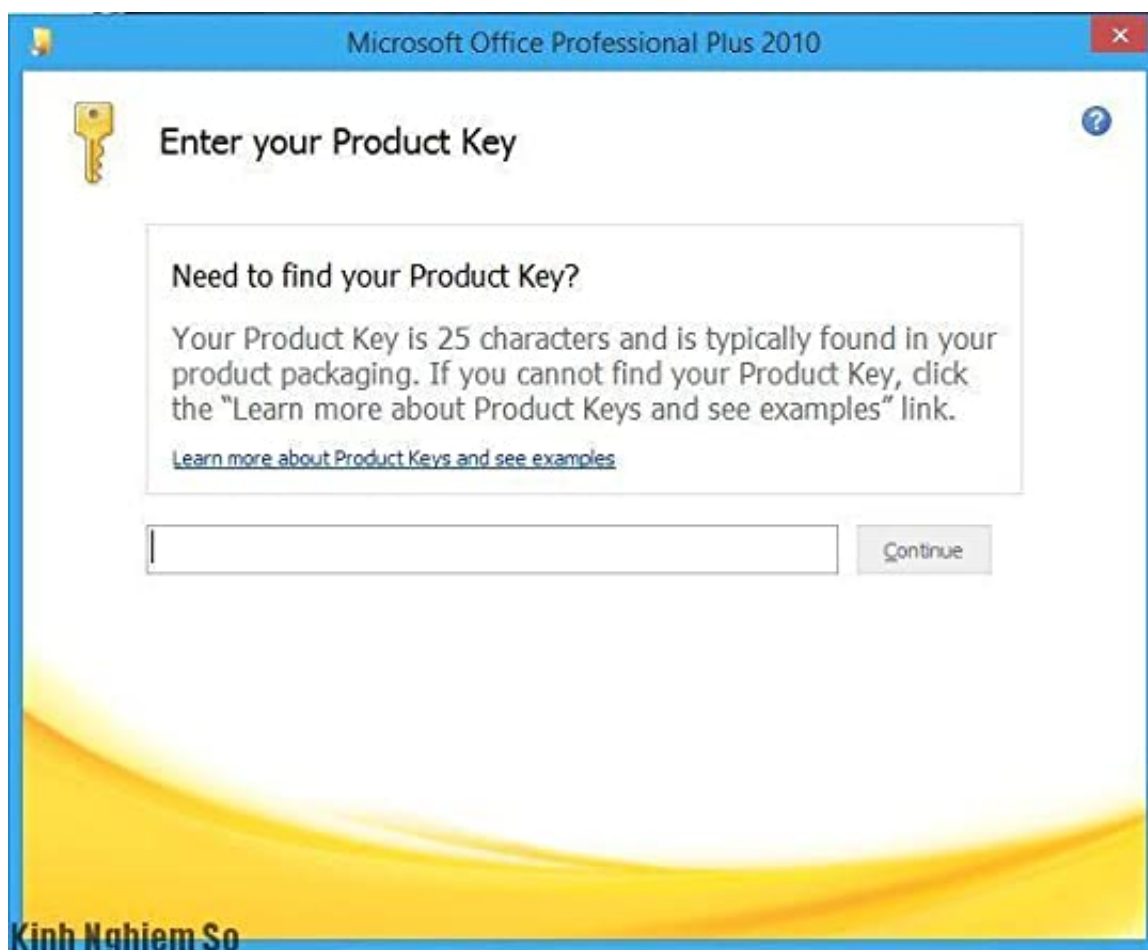 Microsoft Office Professional Plus 2010
Enter your Product Key
Need to find your Product Key?
Your Product Key is 25 characters and is typically found in your
product packaging. If you cannot find your Product Key, click
the “Learn more about Product Keys and see examples” link.
Learn more about Product Keys and see examples
Continue
Kinh Nghiem So